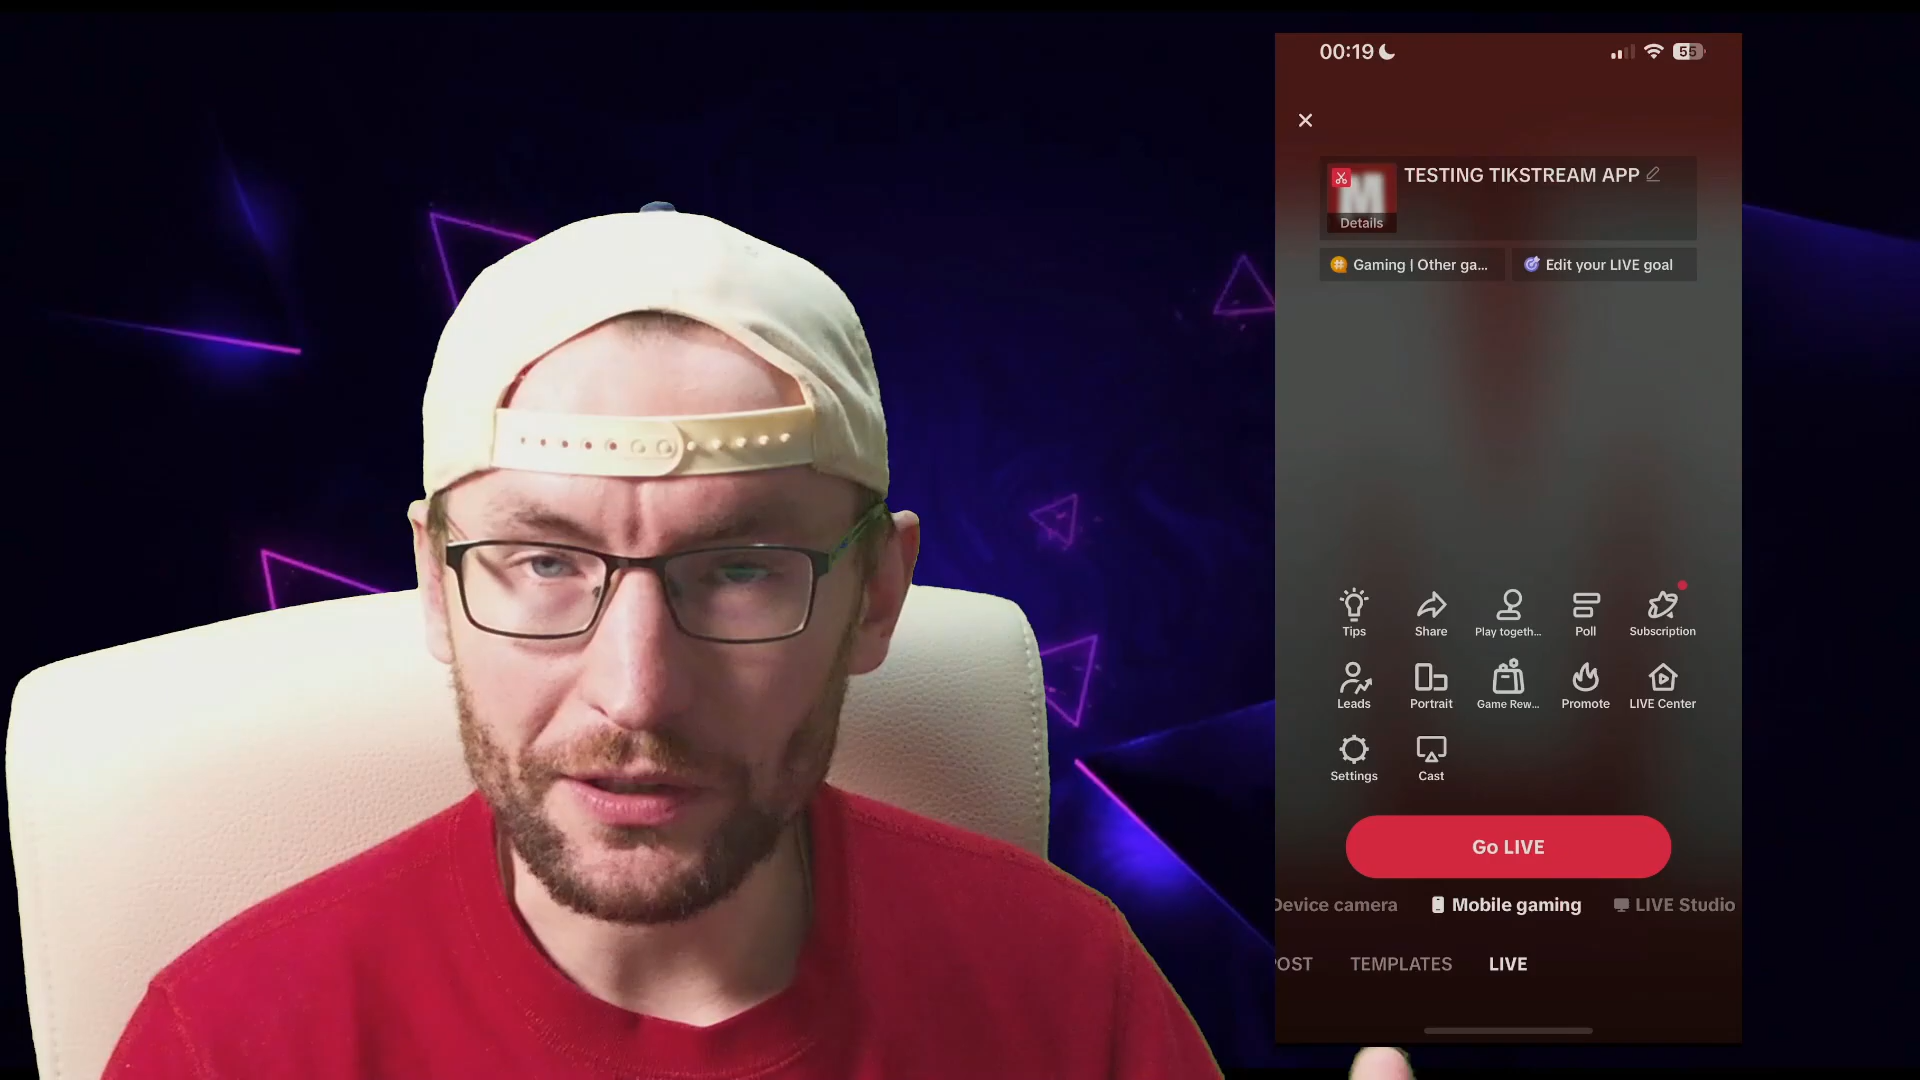 00:19
55
TESTING TIKSTREAM APP
M
Details
Gaming | Other ga...
Edit your LIVE goal
Tips
Share
Play togeth...
Poll
Subscription
Leads
Portrait
Game Rew...
Promote
LIVE Center
Settings
Cast
Go LIVE
Device camera
Mobile gaming
LIVE Studio
OST
TEMPLATES
LIVE